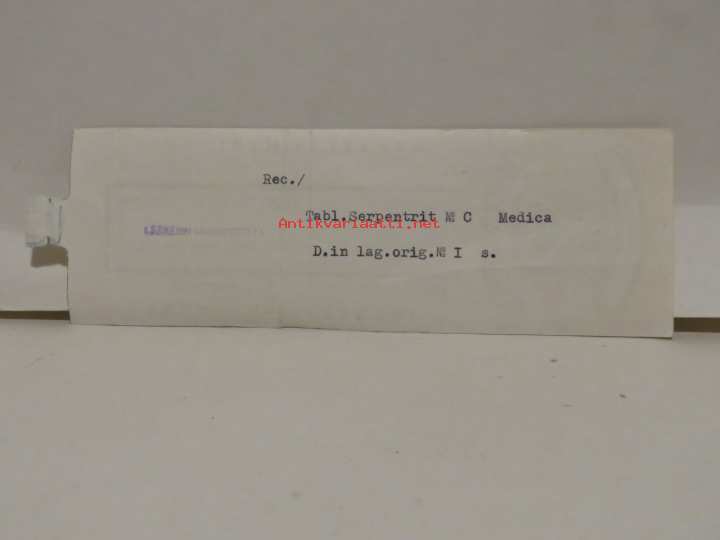 Rec./
Tabl.Serpentrit № C Medica
Antikvariaatti.net
D.in lag.orig.№ I s.